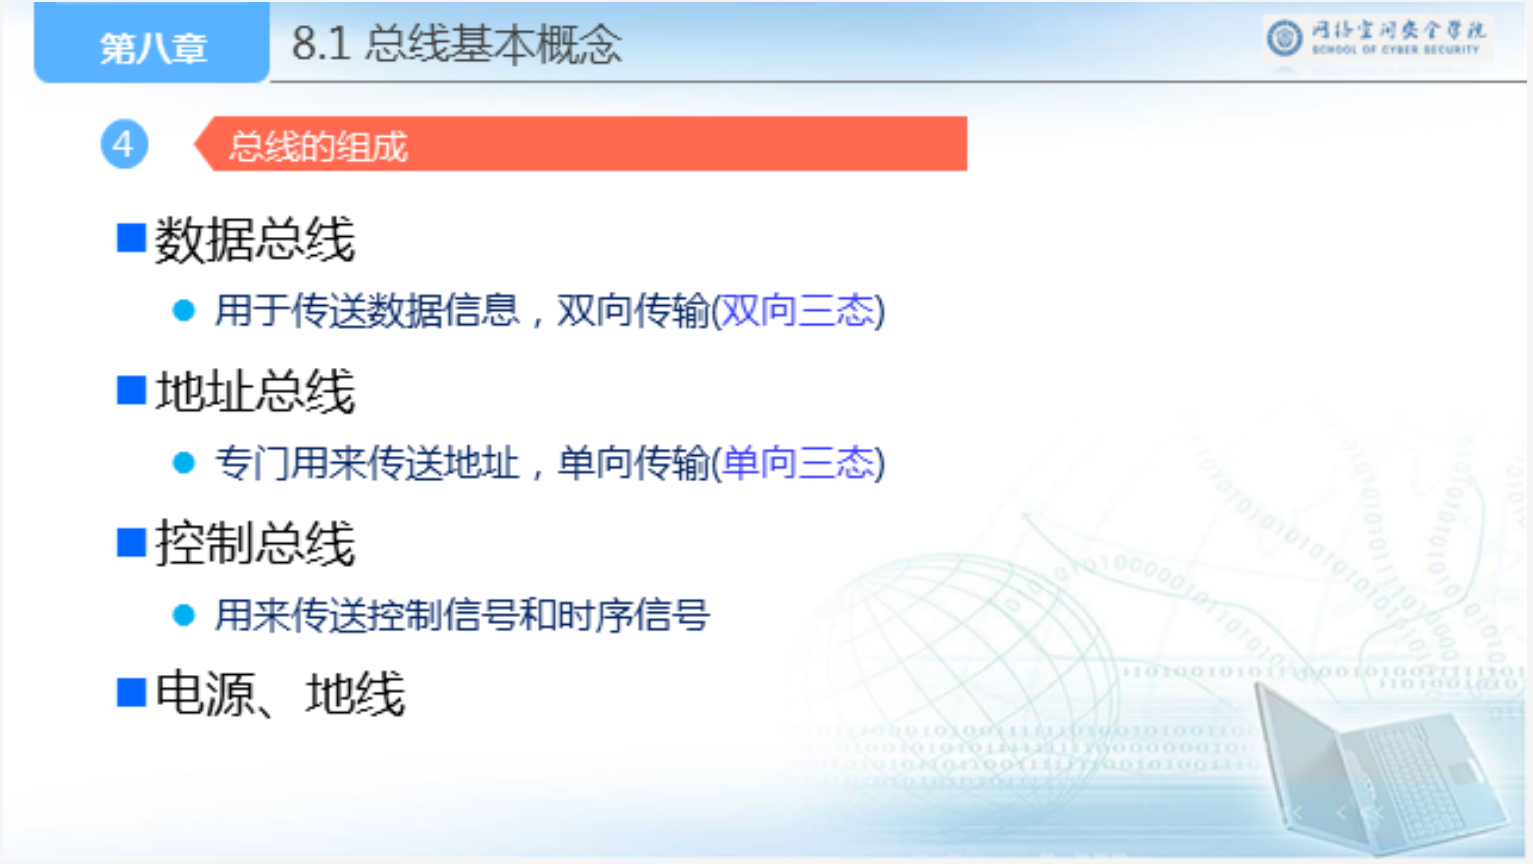 第八章
8.1 总线基本概念
网络空间安全学院
SCHOOL OF CYBER SECURITY
4
总线的组成
数据总线
用于传送数据信息，双向传输(双向三态)
地址总线
专门用来传送地址，单向传输(单向三态)
控制总线
用来传送控制信号和时序信号
电源、地线